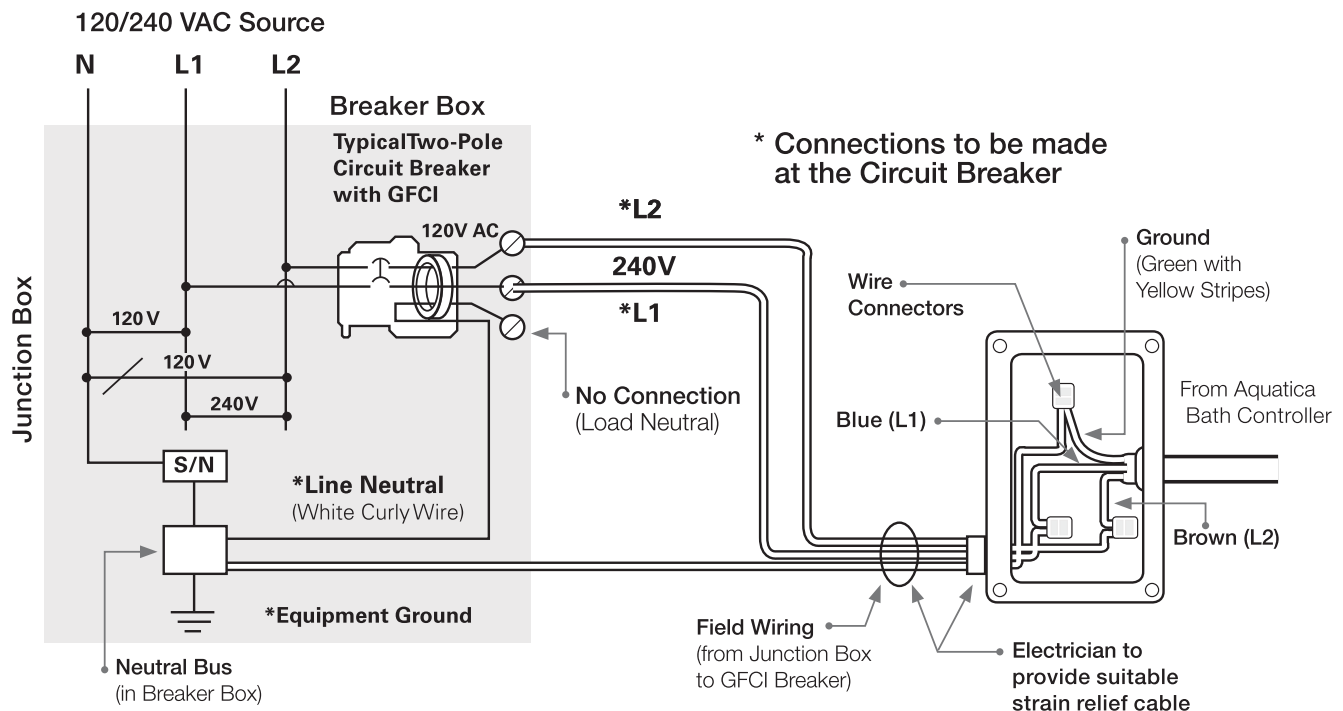 120/240 VAC Source
N
L1
L2
Breaker Box
TypicalTwo-Pole
Circuit Breaker
with GFCI
* Connections to be made
at the Circuit Breaker
*L2
120V AC
240V
*L1
Ground
(Green with
Yellow Stripes)
Wire
Connectors
Junction Box
120 V
120 V
240V
No Connection
(Load Neutral)
From Aquatica
Bath Controller
Blue (L1)
S/N
*Line Neutral
(White Curly Wire)
Brown (L2)
*Equipment Ground
Field Wiring
(from Junction Box
to GFCI Breaker)
Electrician to
provide suitable
strain relief cable
Neutral Bus
(in Breaker Box)